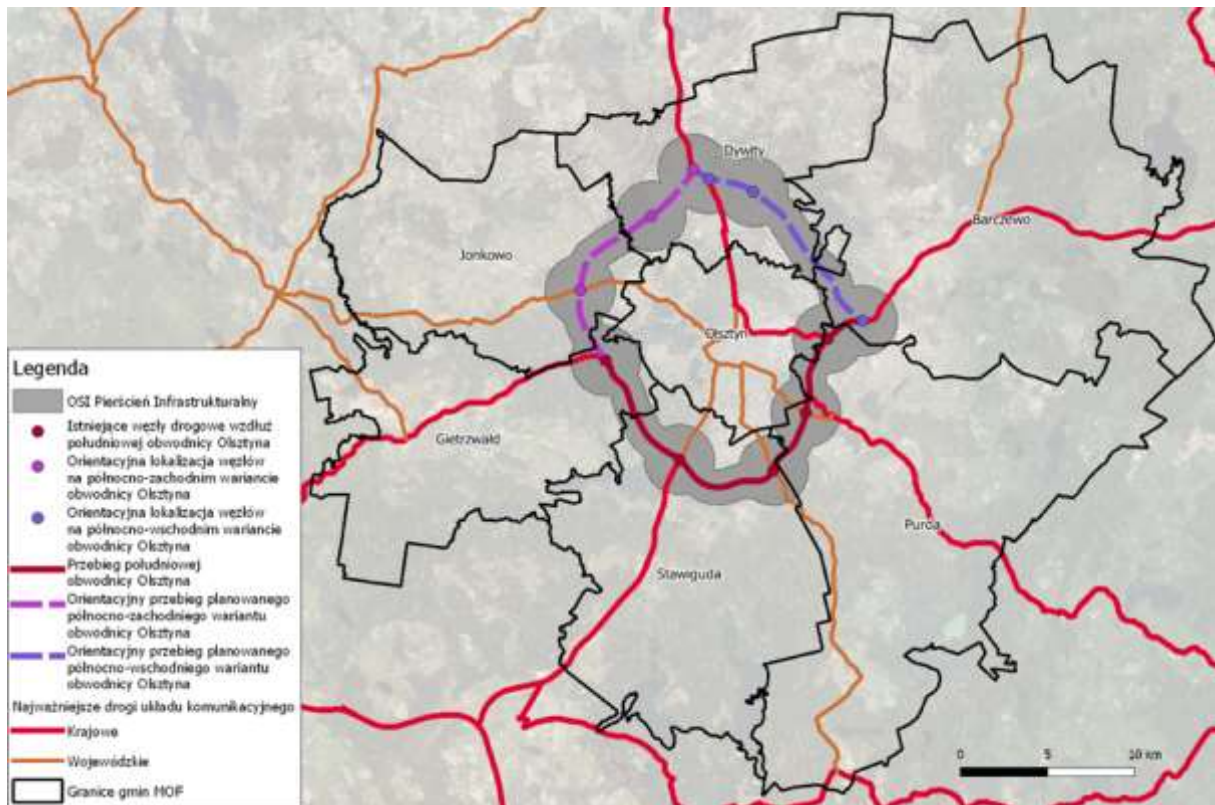 Dywity
Barczewo
Jonkowo
Olsztyn
Gietrzwałd
Purda
Stawiguda
Legenda
OSI Pierścień Infrastrukturalny
Istniejące węzły drogowe wzdłuż
południowej obwodnicy Olsztyna
Orientacyjna lokalizacja węzłów
na północno-zachodnim wariancie
obwodnicy Olsztyna
Orientacyjna lokalizacja węzłów
na północno-wschodnim wariancie
obwodnicy Olsztyna
Przebieg południowej
obwodnicy Olsztyna
Orientacyjny przebieg planowanego
północno-zachodniego wariantu
obwodnicy Olsztyna
Orientacyjny przebieg planowanego
północno-wschodniego wariantu
obwodnicy Olsztyna
Najważniejsze drogi układu komunikacyjnego
Krajowe
Wojewódzkie
Granice gmin MOF
0 5 10 km